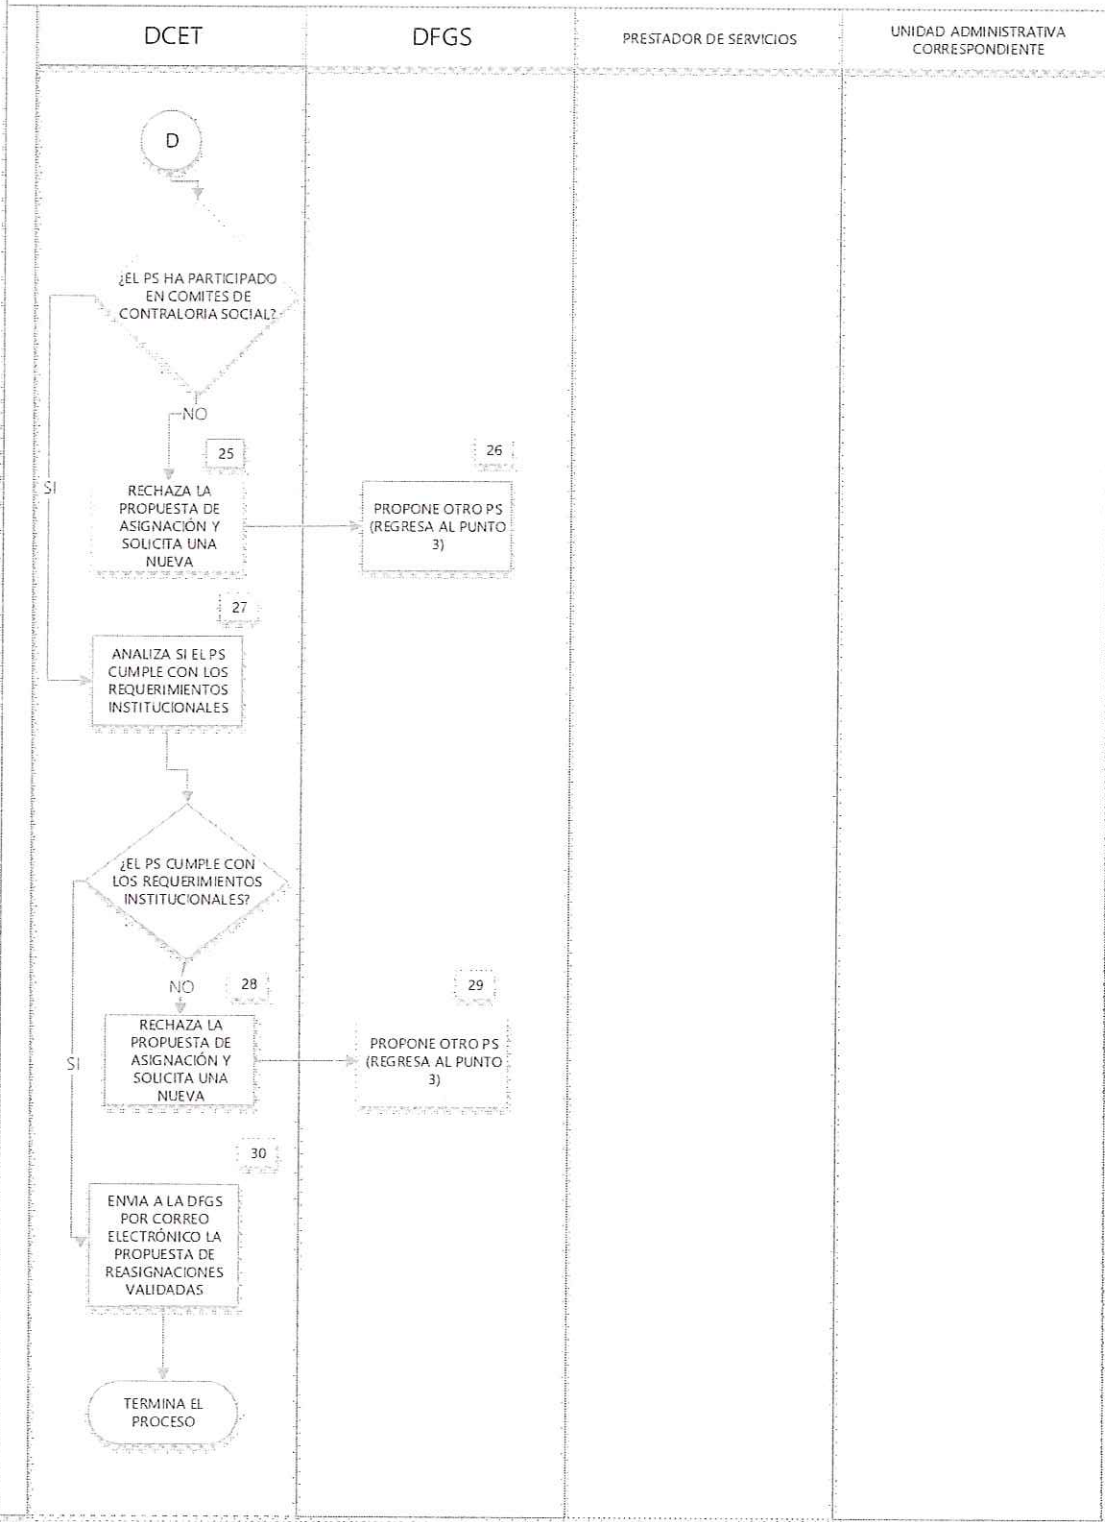 DCET
DFGS
PRESTADOR DE SERVICIOS
UNIDAD ADMINISTRATIVA
CORRESPONDIENTE
D
¿EL PS HA PARTICIPADO
EN COMITES DE
CONTRALORIA SOCIAL?
NO
SI
25
RECHAZA LA
PROPUESTA DE
ASIGNACIÓN Y
SOLICITA UNA
NUEVA
26
PROPONE OTRO PS
(REGRESA AL PUNTO
3)
27
ANALIZA SI EL PS
CUMPLE CON LOS
REQUERIMIENTOS
INSTITUCIONALES
¿EL PS CUMPLE CON
LOS REQUERIMIENTOS
INSTITUCIONALES?
NO
SI
28
RECHAZA LA
PROPUESTA DE
ASIGNACIÓN Y
SOLICITA UNA
NUEVA
29
PROPONE OTRO PS
(REGRESA AL PUNTO
3)
30
ENVIA A LA DFGS
POR CORREO
ELECTRÓNICO LA
PROPUESTA DE
REASIGNACIONES
VALIDADAS
TERMINA EL
PROCESO